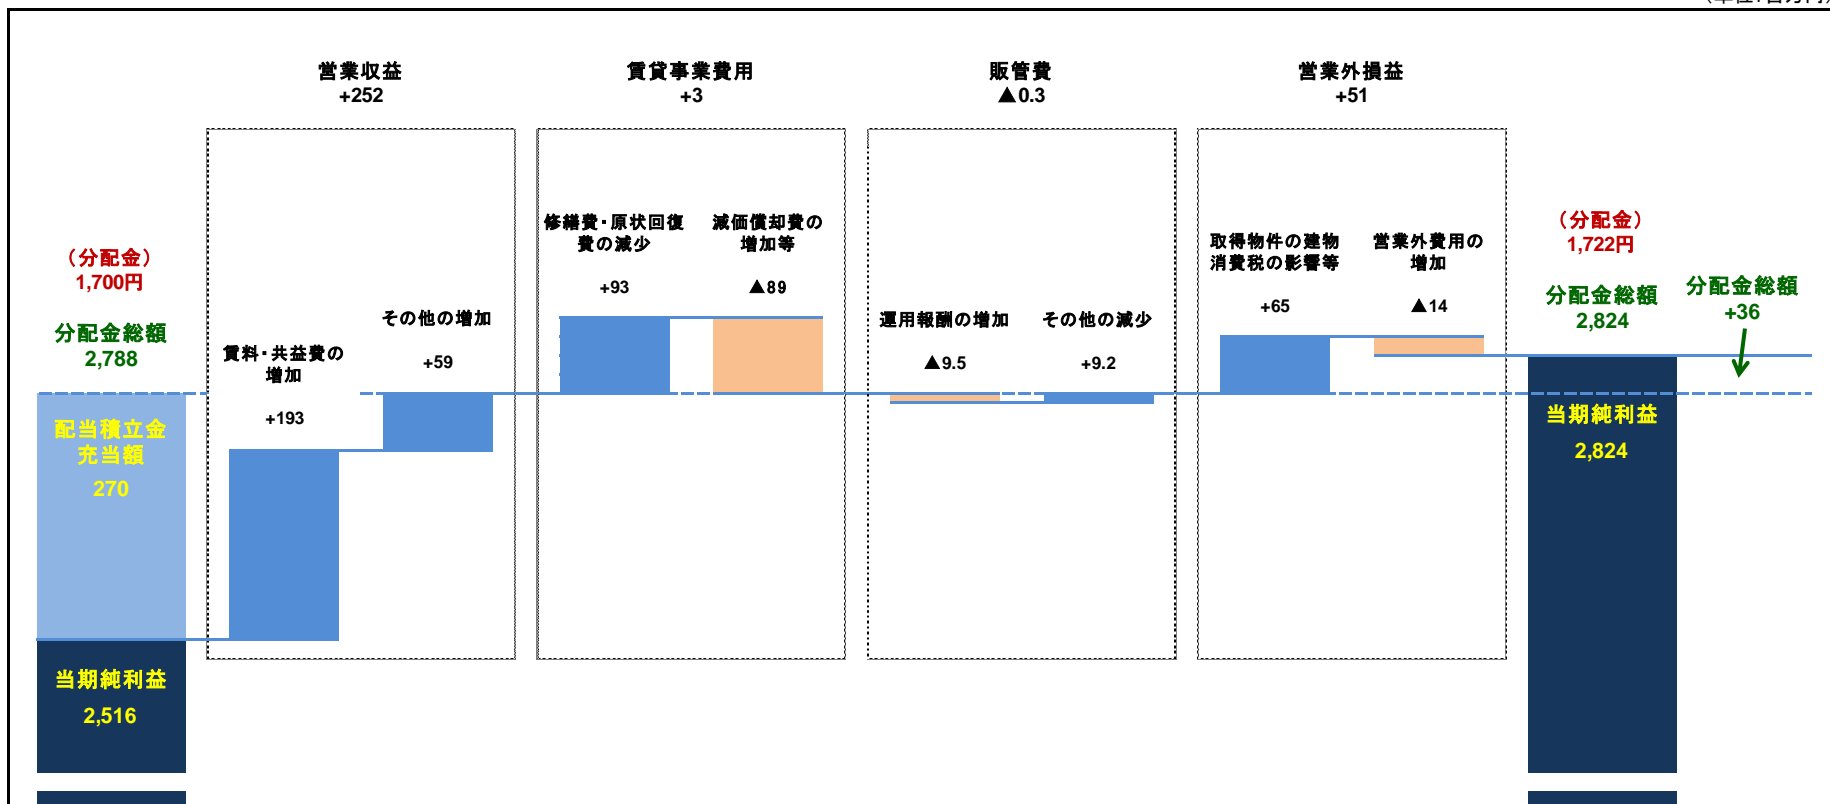 営業収益
+252
賃貸事業費用
+3
販管費
▲0.3
営業外損益
+51
（分配金）
1,700円
分配金総額
2,788
配当積立金
充当額
270
当期純利益
2,516
賃料・共益費の
増加
+193
その他の増加
+59
修繕費・原状回復
費の減少
+93
減価償却費の
増加等
▲89
運用報酬の増加
▲9.5
その他の減少
+9.2
取得物件の建物
消費税の影響等
+65
営業外費用の
増加
▲14
（分配金）
1,722円
分配金総額
2,824
当期純利益
2,824
分配金総額
+36